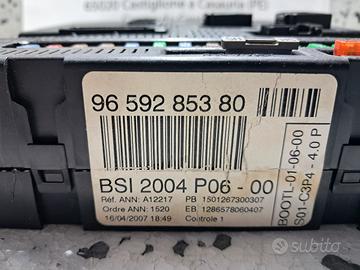 65020 Castiglione a Casauria (PE)
96 592 853 80
BSI 2004 P06 - 00
Réf. ANN: A12217 PB 1501267300307
Ordre ANN: 1520 EB 1286578060407
16/04/2007 18:49 Contrôle 1
BOOTL-01-06-00
S01-C3P4 - 4.0 P
subito